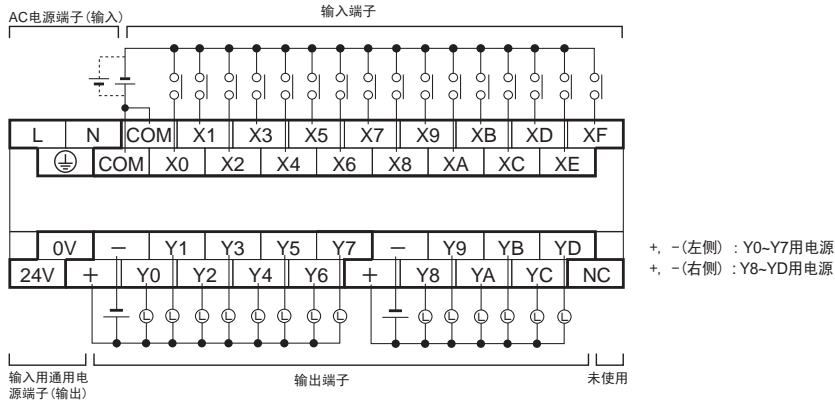 AC电源端子(输入)
输入端子
L N COM X1 X3 X5 X7 X9 XB XD XF
COM X0 X2 X4 X6 X8 XA XC XE
0V − Y1 Y3 Y5 Y7 − Y9 YB YD
24V + Y0 Y2 Y4 Y6 + Y8 YA YC NC
+, −(左侧) : Y0~Y7用电源
+, −(右侧) : Y8~YD用电源
L L L L L L L L L L L L L L
输入用通用电
源端子(输出)
输出端子
未使用